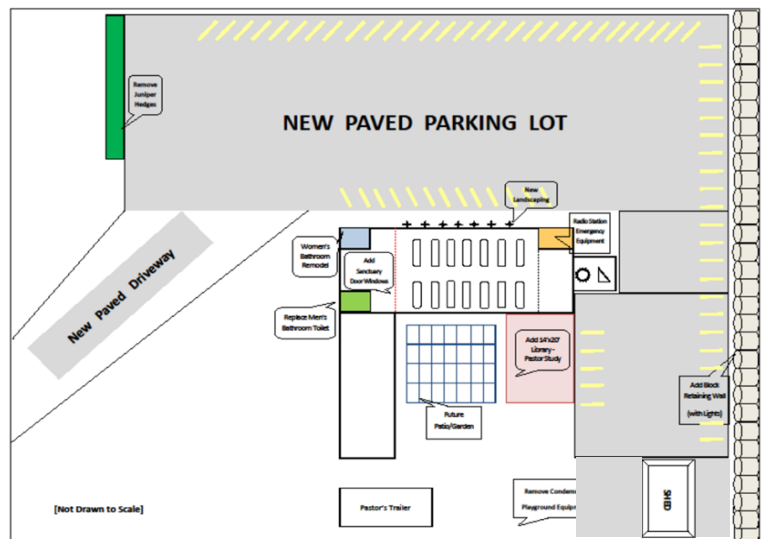 Remove
Juniper
Hedges
NEW PAVED PARKING LOT
New
Landscaping
Radio Station
Emergency
Equipment
Women's
Bathroom
Remodel
Add
Sanctuary
Door Windows
New Paved Driveway
Replace Men's
Bathroom Toilet
Add 14'x20'
Library -
Pastor Study
Add Block
Retaining Wall
(with Lights)
Future
Patio/Garden
Remove Condem
Playground Equip
SHED
Pastor's Trailer
[Not Drawn to Scale]